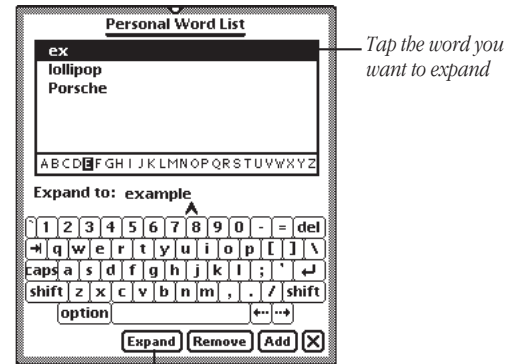 Personal Word List
ex
lollipop
Porsche
Tap the word you
want to expand
ABCDEFGHIJKLMNOPQRSTUVWXYZ
Expand to: example
` 1 2 3 4 5 6 7 8 9 0 - = del
q w e r t y u i o p [ ] \
caps a s d f g h j k l ; '
shift z x c v b n m , . / shift
option
Expand Remove Add